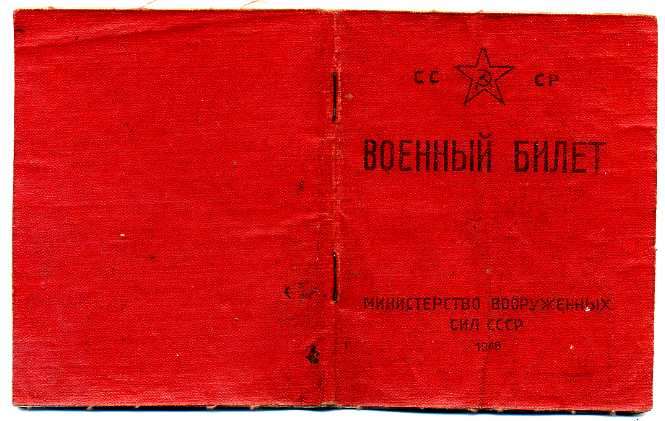 СС СР
ВОЕННЫЙ БИЛЕТ
МИНИСТЕРСТВО ВООРУЖЕННЫХ
СИЛ СССР